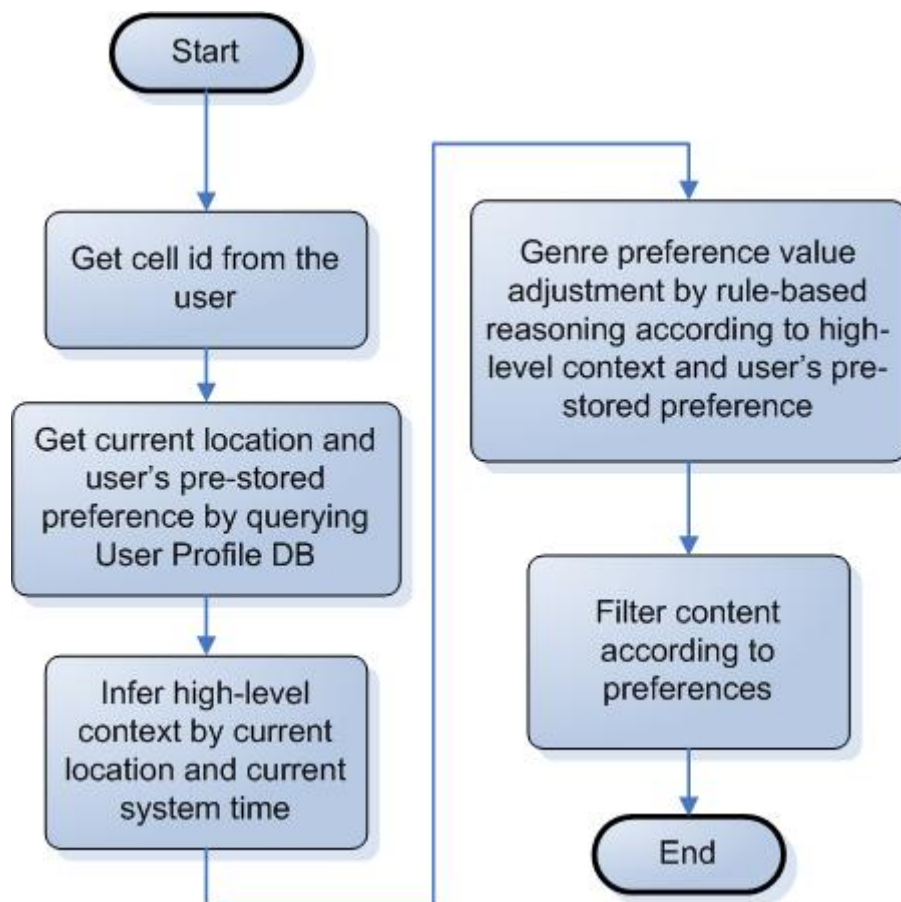 Start
Get cell id from the
user
Get current location and
user's pre-stored
preference by querying
User Profile DB
Infer high-level
context by current
location and current
system time
Genre preference value
adjustment by rule-based
reasoning according to high-
level context and user's pre-
stored preference
Filter content
according to
preferences
End